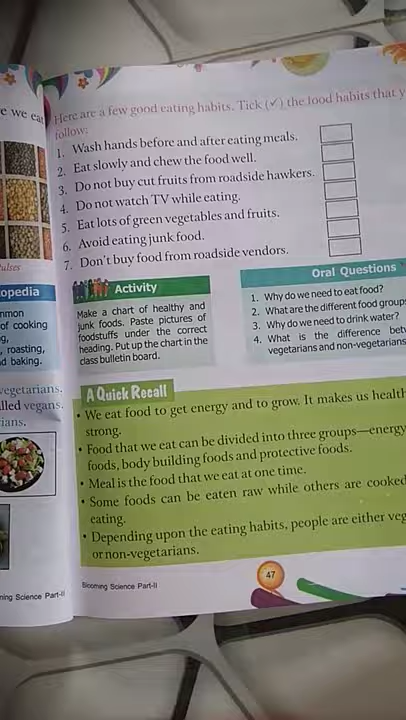 e we eat
ulses
opedia
mmon
of cooking
g,
, roasting,
d baking.
vegetarians.
lled vegans.
ians.
ning Science Part-II
Here are a few good eating habits. Tick (✓) the food habits that y
follow:
1. Wash hands before and after eating meals.
2. Eat slowly and chew the food well.
3. Do not buy cut fruits from roadside hawkers.
4. Do not watch TV while eating.
5. Eat lots of green vegetables and fruits.
6. Avoid eating junk food.
7. Don't buy food from roadside vendors.
Activity
Make a chart of healthy and
junk foods. Paste pictures of
foodstuffs under the correct
heading. Put up the chart in the
class bulletin board.
Oral Questions
1. Why do we need to eat food?
2. What are the different food group
3. Why do we need to drink water?
4. What is the difference betw
vegetarians and non-vegetarians
A Quick Recall
• We eat food to get energy and to grow. It makes us health
strong.
• Food that we eat can be divided into three groups—energy
foods, body building foods and protective foods.
• Meal is the food that we eat at one time.
• Some foods can be eaten raw while others are cooked
eating.
• Depending upon the eating habits, people are either veg
or non-vegetarians.
Blooming Science Part-II
47